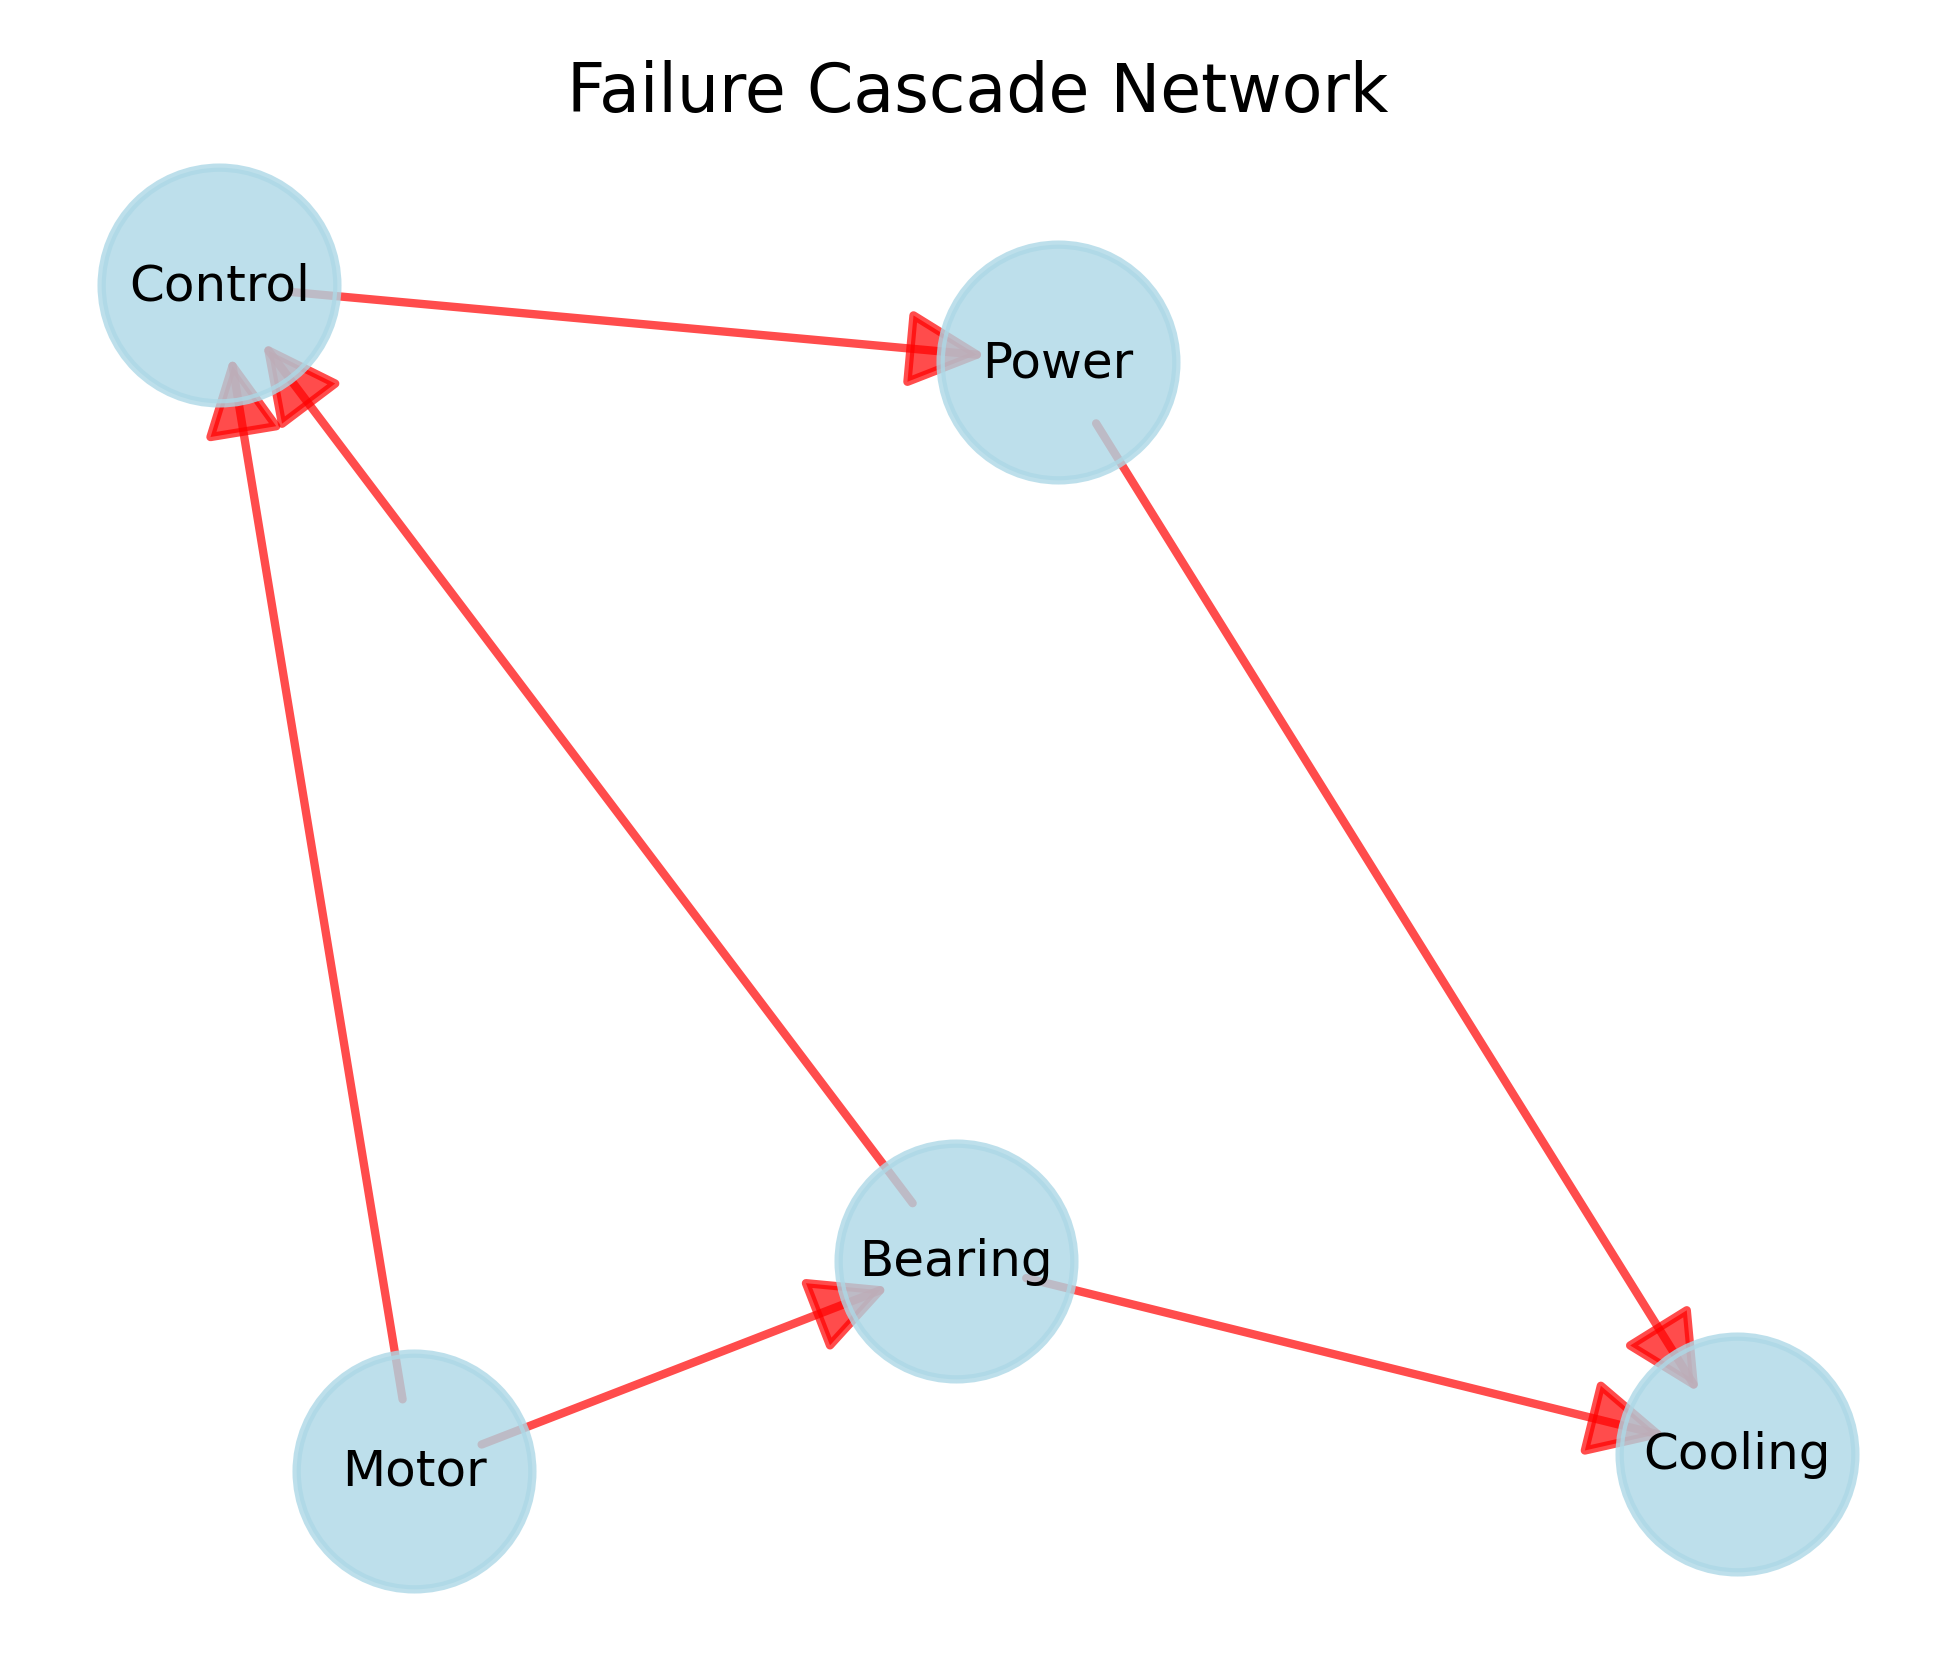 Failure Cascade Network
Control
Power
Bearing
Motor
Cooling